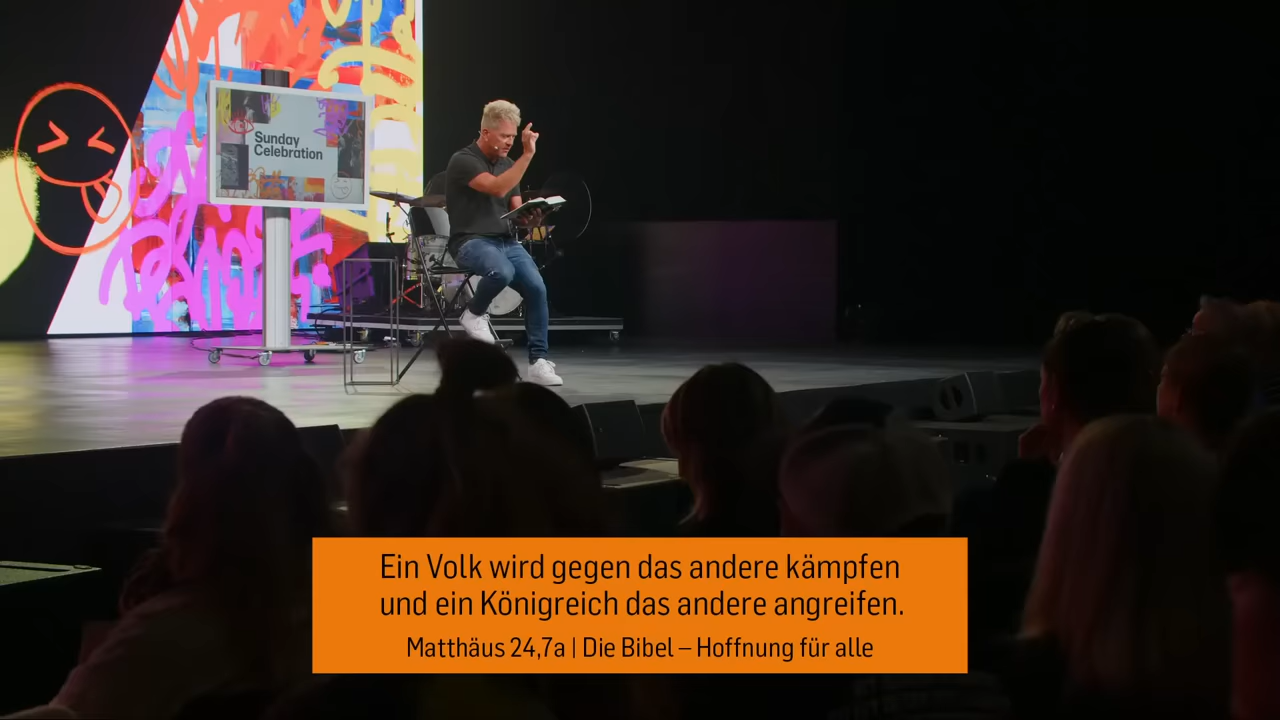 Sunday
Celebration
Ein Volk wird gegen das andere kämpfen
und ein Königreich das andere angreifen.
Matthäus 24,7a | Die Bibel – Hoffnung für alle